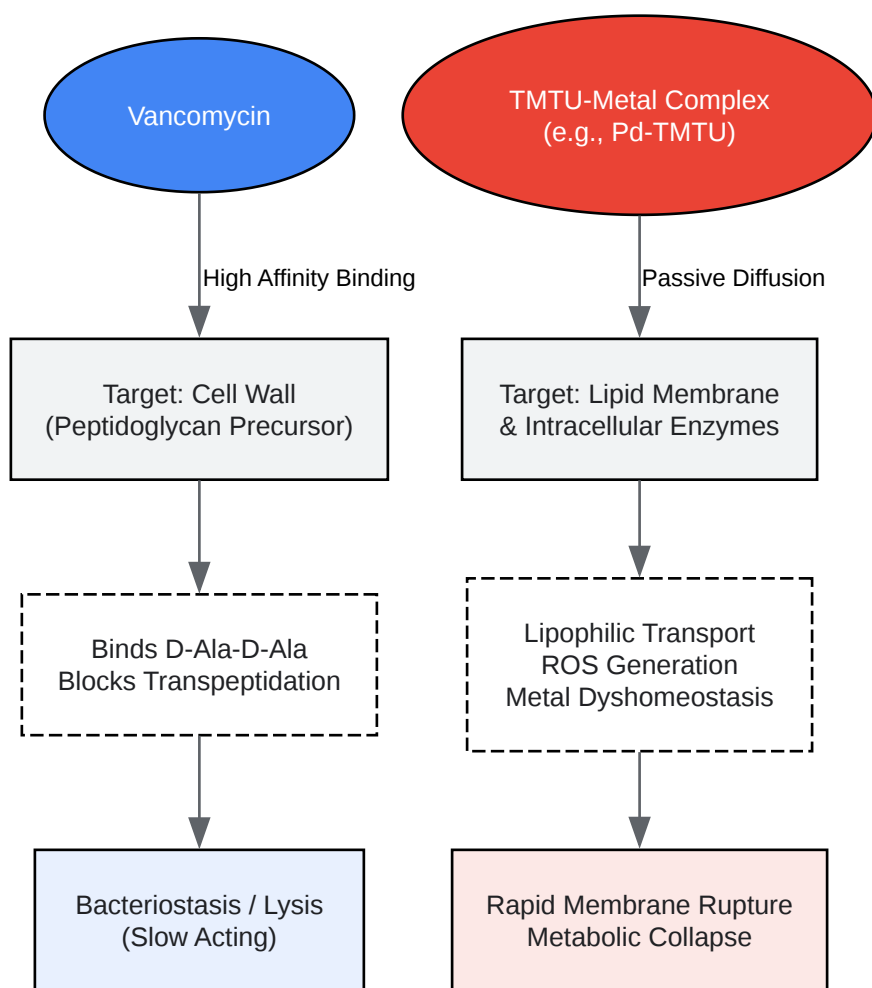 Vancomycin
TMTU-Metal Complex
(e.g., Pd-TMTU)
High Affinity Binding
Passive Diffusion
Target: Cell Wall
(Peptidoglycan Precursor)
Target: Lipid Membrane
& Intracellular Enzymes
Binds D-Ala-D-Ala
Blocks Transpeptidation
Lipophilic Transport
ROS Generation
Metal Dyshomeostasis
Bacteriostasis / Lysis
(Slow Acting)
Rapid Membrane Rupture
Metabolic Collapse